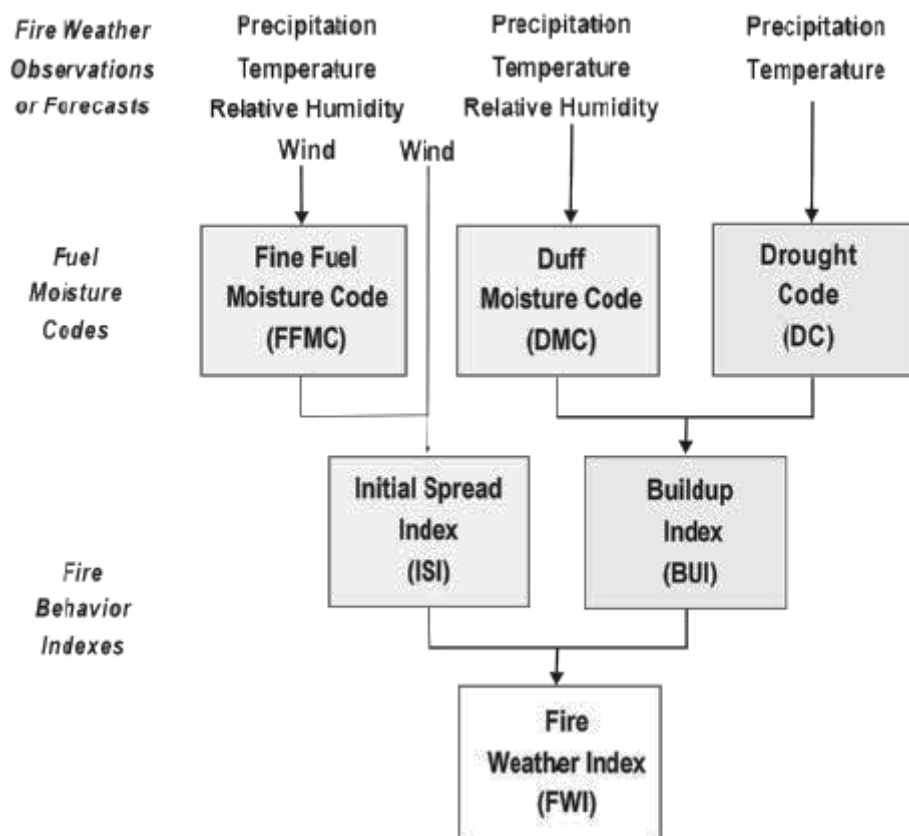 Fire Weather
Observations
or Forecasts
Precipitation
Temperature
Relative Humidity
Wind
Wind
Precipitation
Temperature
Relative Humidity
Precipitation
Temperature
Fuel
Moisture
Codes
Fine Fuel
Moisture Code
(FFMC)
Duff
Moisture Code
(DMC)
Drought
Code
(DC)
Fire
Behavior
Indexes
Initial Spread
Index
(ISI)
Buildup
Index
(BUI)
Fire
Weather Index
(FWI)